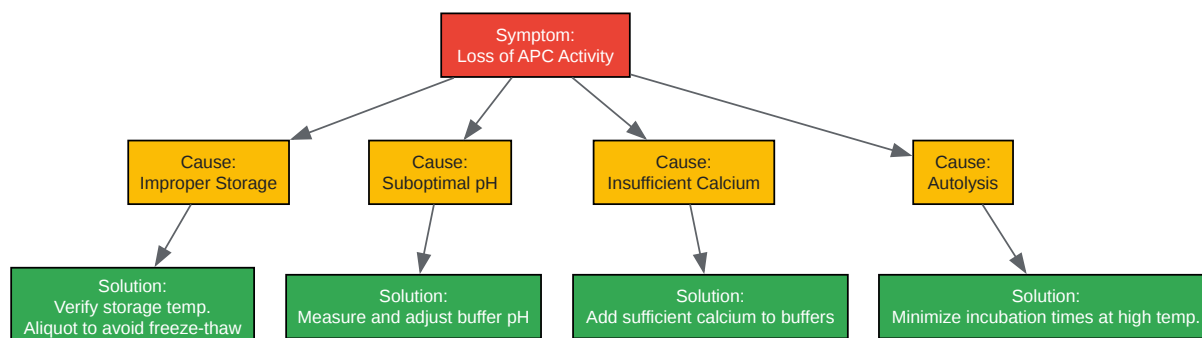 Symptom:
Loss of APC Activity
Cause:
Improper Storage
Cause:
Suboptimal pH
Cause:
Insufficient Calcium
Cause:
Autolysis
Solution:
Verify storage temp.
Aliquot to avoid freeze-thaw
Solution:
Measure and adjust buffer pH
Solution:
Add sufficient calcium to buffers
Solution:
Minimize incubation times at high temp.